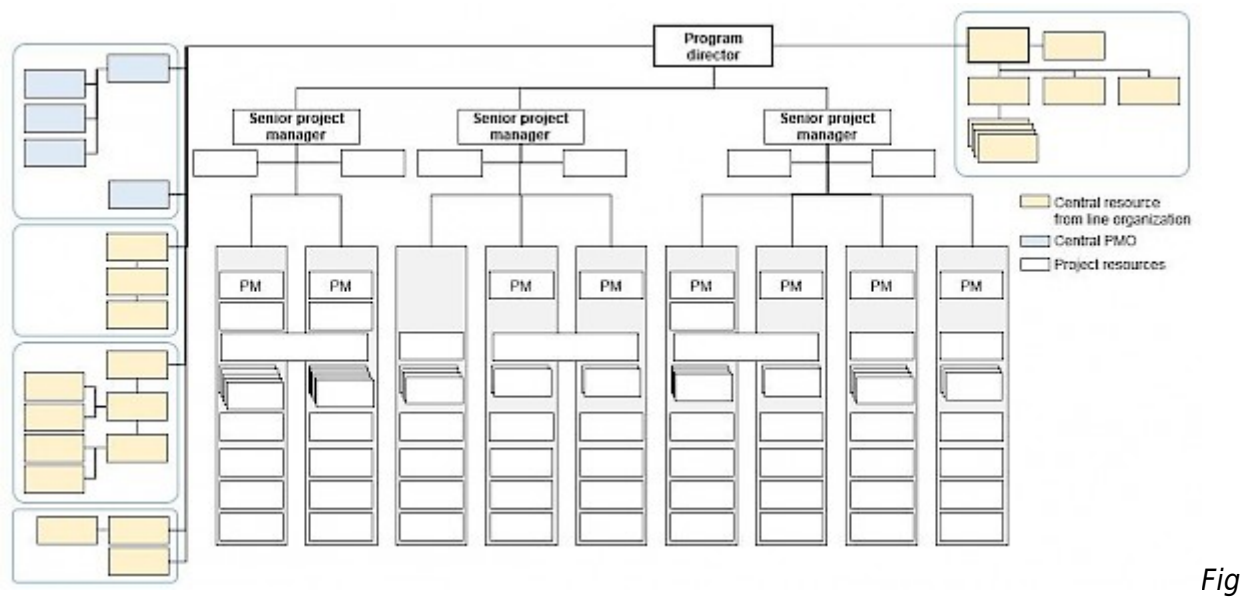 Program
director
Senior project
manager
Senior project
manager
Senior project
manager
Central resource
from line organization
Central PMO
Project resources
PM
PM
PM
PM
PM
PM
PM
PM
Fig